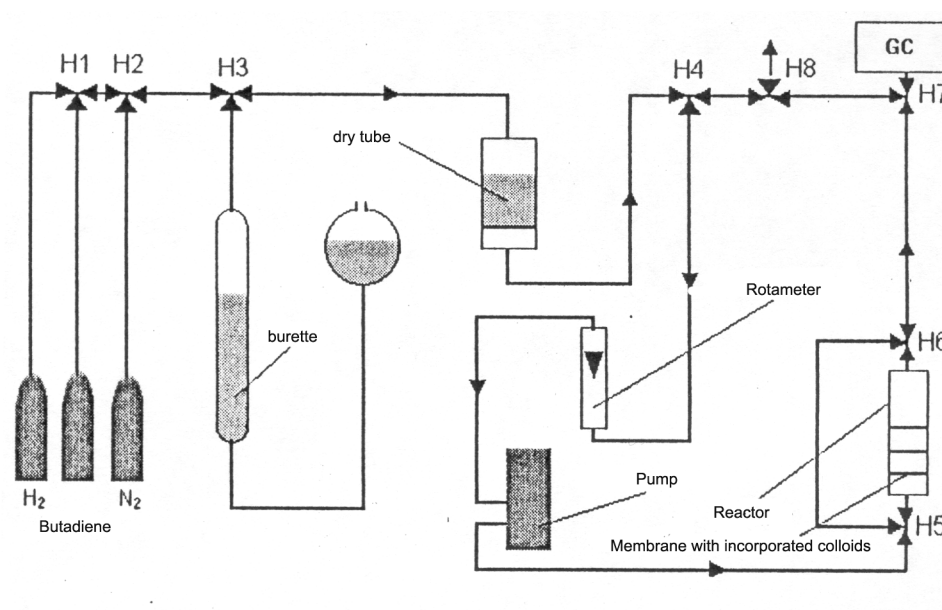 H1 H2 H3 H4 H8 GC
H7
dry tube
Rotameter
burette
H6
H2 N2
Butadiene
Pump
Reactor
H5
Membrane with incorporated colloids